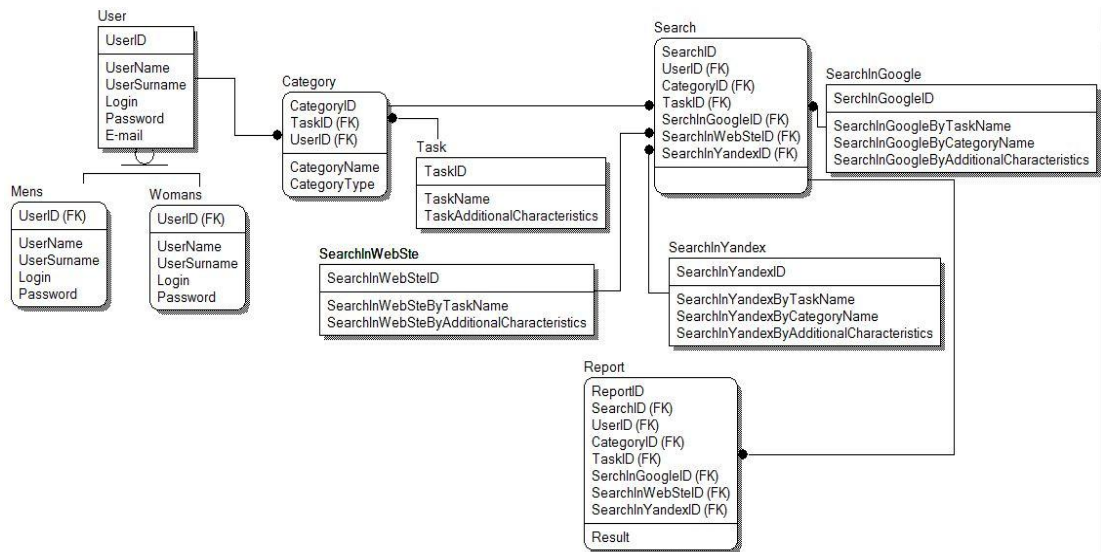 User
UserID
UserName
UserSurname
Login
Password
E-mail
Mens
UserID (FK)
UserName
UserSurname
Login
Password
Womans
UserID (FK)
UserName
UserSurname
Login
Password
Category
CategoryID
TaskID (FK)
UserID (FK)
CategoryName
CategoryType
Task
TaskID
TaskName
TaskAdditionalCharacteristics
Search
SearchID
UserID (FK)
CategoryID (FK)
TaskID (FK)
SerchInGoogleID (FK)
SearchInWebSteID (FK)
SearchInYandexID (FK)
SearchInGoogle
SerchInGoogleID
SearchInGoogleByTaskName
SearchInGoogleByCategoryName
SearchInGoogleByAdditionalCharacteristics
SearchInWebSte
SearchInWebSteID
SearchInWebSteByTaskName
SearchInWebSteByAdditionalCharacteristics
SearchInYandex
SearchInYandexID
SearchInYandexByTaskName
SearchInYandexByCategoryName
SearchInYandexByAdditionalCharacteristics
Report
ReportID
SearchID (FK)
UserID (FK)
CategoryID (FK)
TaskID (FK)
SerchInGoogleID (FK)
SearchInWebSteID (FK)
SearchInYandexID (FK)
Result